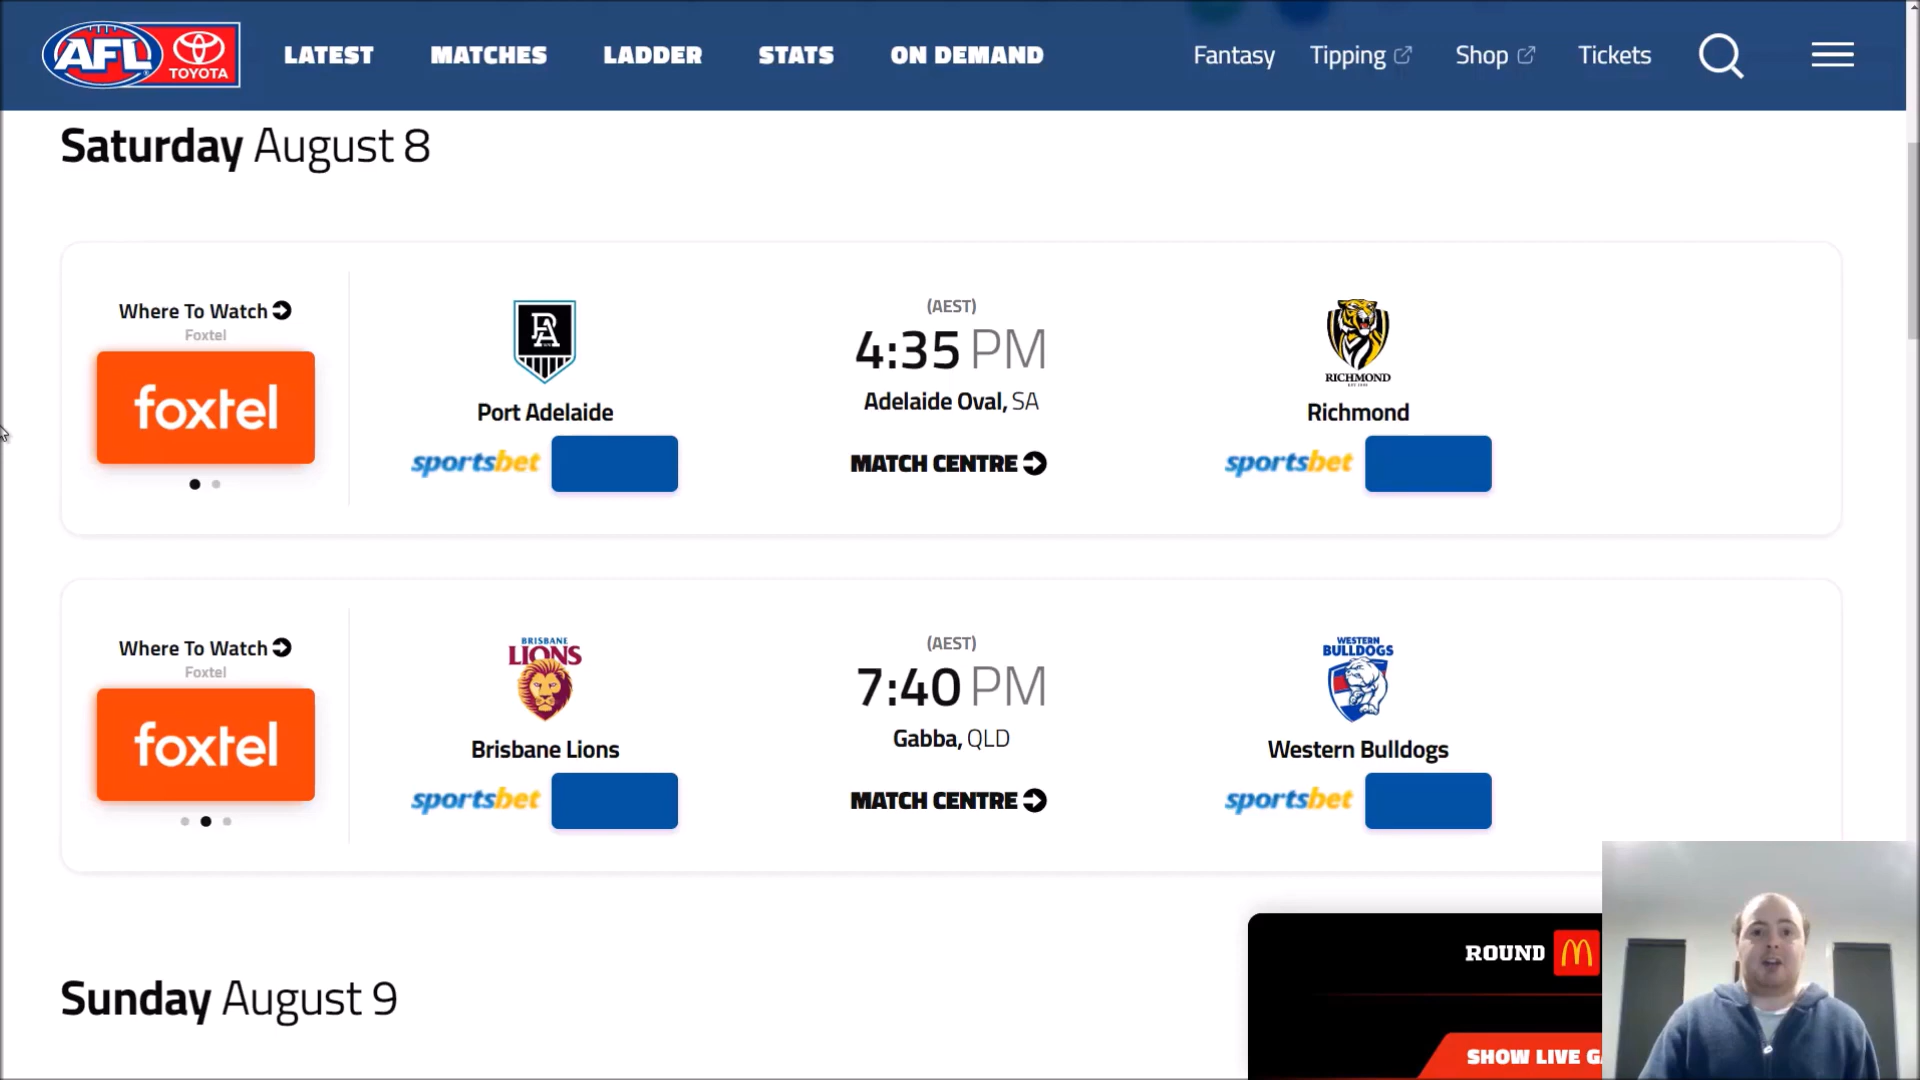 AFL TOYOTA LATEST MATCHES LADDER STATS ON DEMAND Fantasy Tipping Shop Tickets
Saturday August 8
Where To Watch
Foxtel
foxtel
Port Adelaide
sportsbet
(AEST)
4:35 PM
Adelaide Oval, SA
MATCH CENTRE
RICHMOND
Richmond
sportsbet
Where To Watch
Foxtel
foxtel
BRISBANE
LIONS
Brisbane Lions
sportsbet
(AEST)
7:40 PM
Gabba, QLD
MATCH CENTRE
WESTERN
BULLDOGS
Western Bulldogs
sportsbet
Sunday August 9
ROUND
SHOW LIVE G